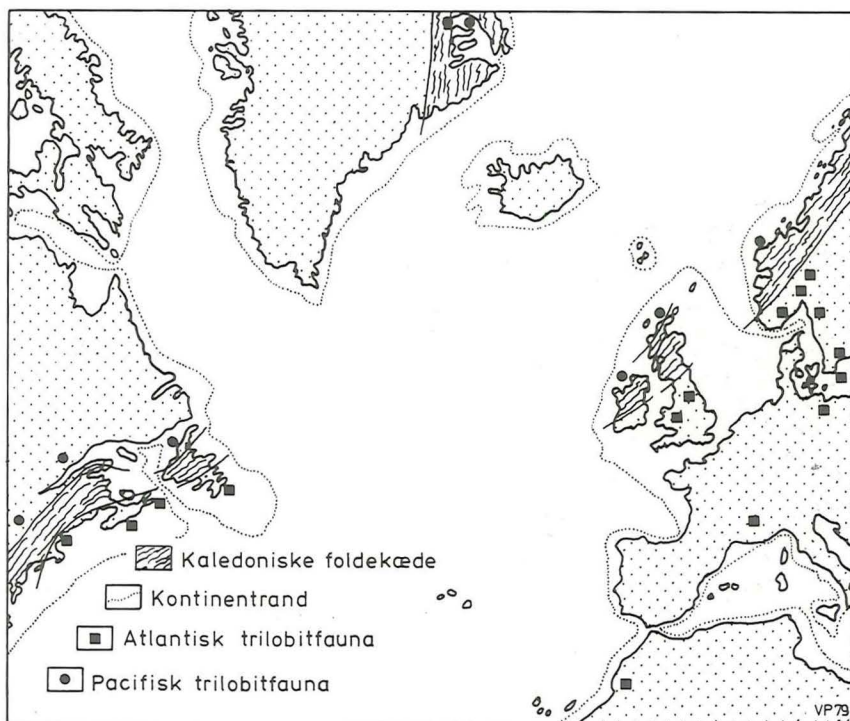 Kaledoniske foldekæde
Kontinentrand
Atlantisk trilobitfauna
Pacifisk trilobitfauna
VP79